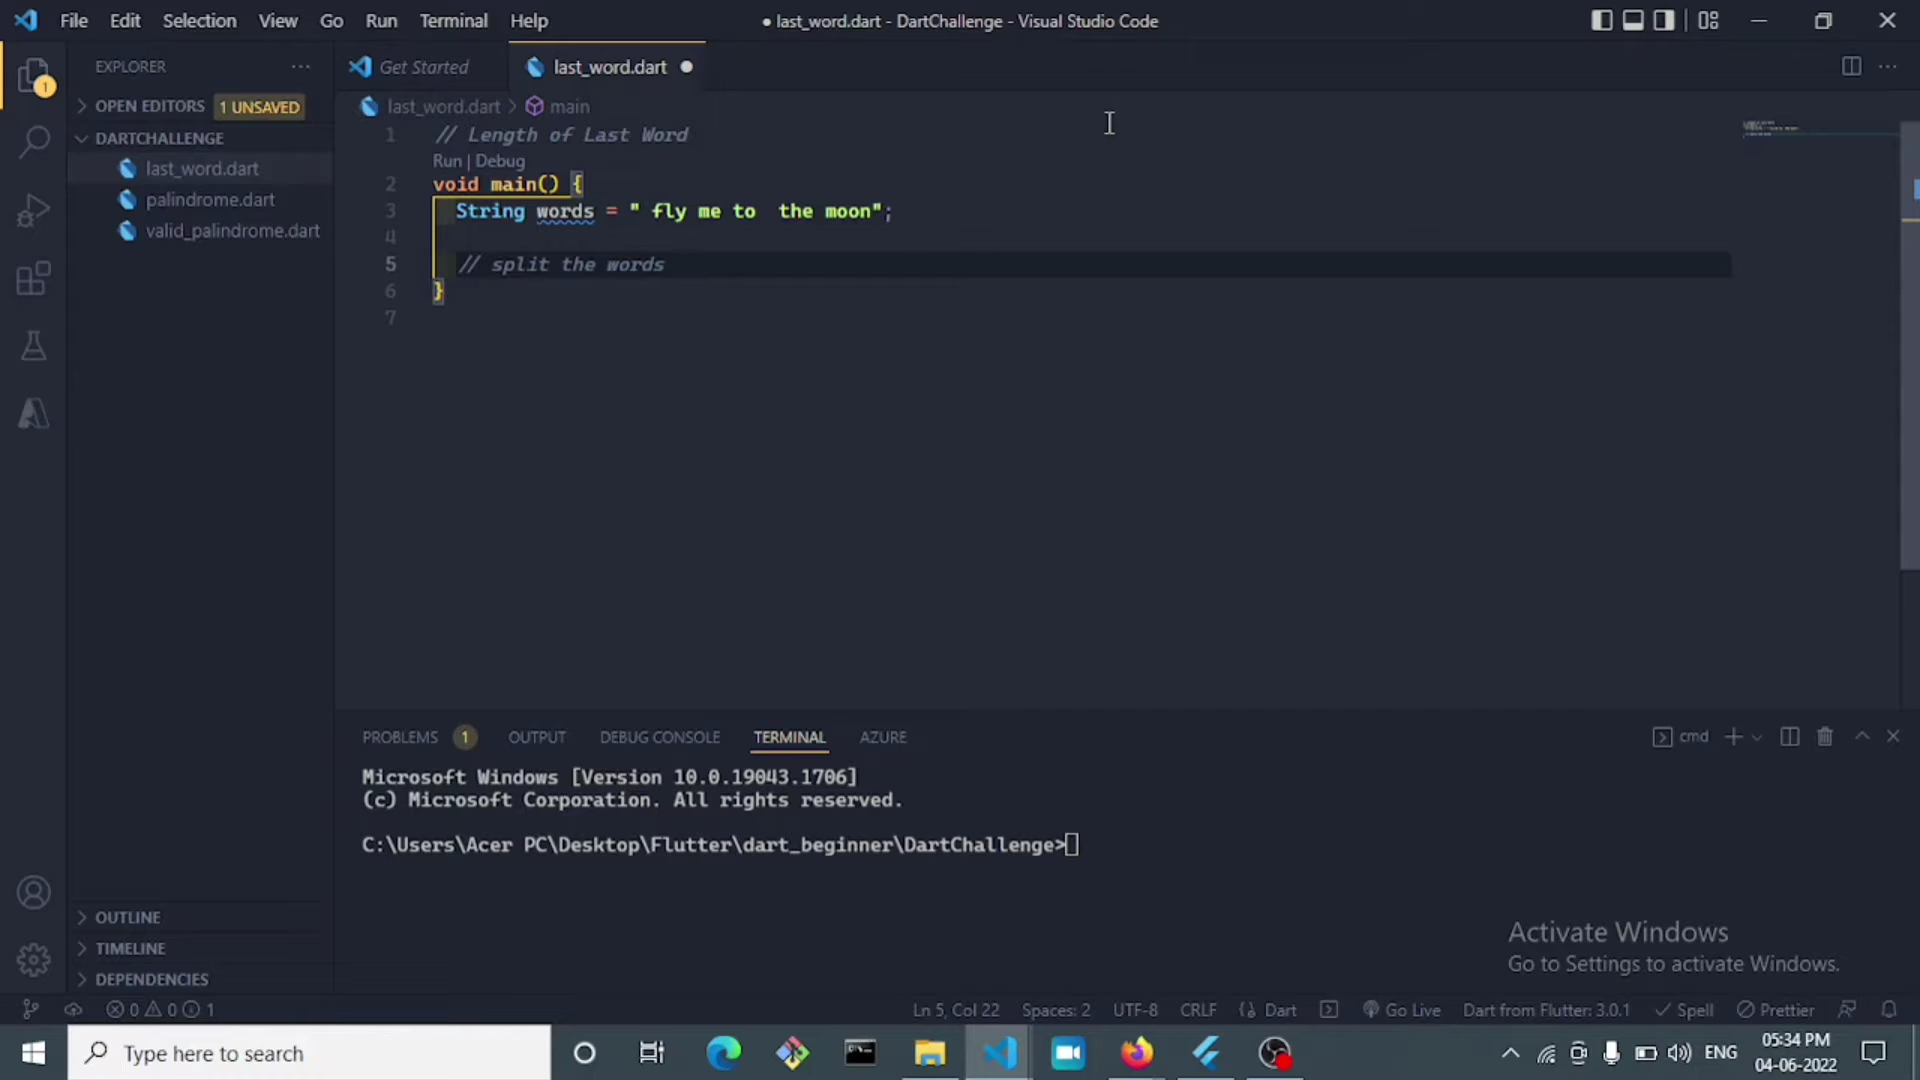 File Edit Selection View Go Run Terminal Help
● last_word.dart - DartChallenge - Visual Studio Code
EXPLORER
OPEN EDITORS 1 UNSAVED
DARTCHALLENGE
last_word.dart
palindrome.dart
valid_palindrome.dart
OUTLINE
TIMELINE
DEPENDENCIES
Get Started
last_word.dart
last_word.dart > main
1 // Length of Last Word
Run | Debug
2 void main() {
3 String words = " fly me to  the moon";
4
5 // split the words
6 }
7
PROBLEMS 1 OUTPUT DEBUG CONSOLE TERMINAL AZURE
cmd
Microsoft Windows [Version 10.0.19043.1706]
(c) Microsoft Corporation. All rights reserved.
C:\Users\Acer PC\Desktop\Flutter\dart_beginner\DartChallenge>
Activate Windows
Go to Settings to activate Windows.
0 0 1
Ln 5, Col 22 Spaces: 2 UTF-8 CRLF {} Dart Go Live Dart from Flutter: 3.0.1 Spell Prettier
Type here to search
ENG
05:34 PM
04-06-2022
1